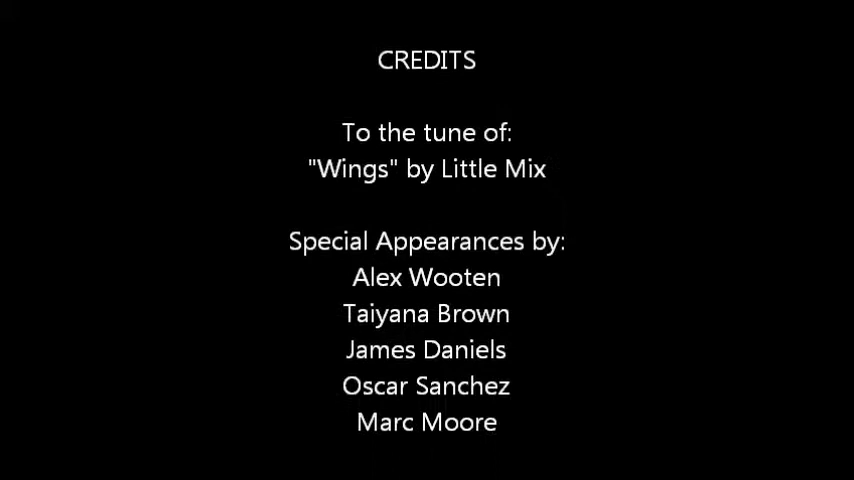 CREDITS
To the tune of:
"Wings" by Little Mix
Special Appearances by:
Alex Wooten
Taiyana Brown
James Daniels
Oscar Sanchez
Marc Moore